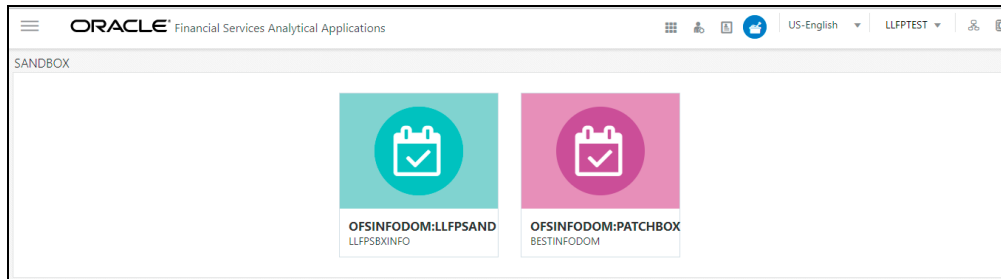 ORACLE Financial Services Analytical Applications US-English LLFPTEST
SANDBOX
OFSINFODOM:LLFPSAND OFSINFODOM:PATCHBOX
LLFPSBXINFO BESTINFODOM